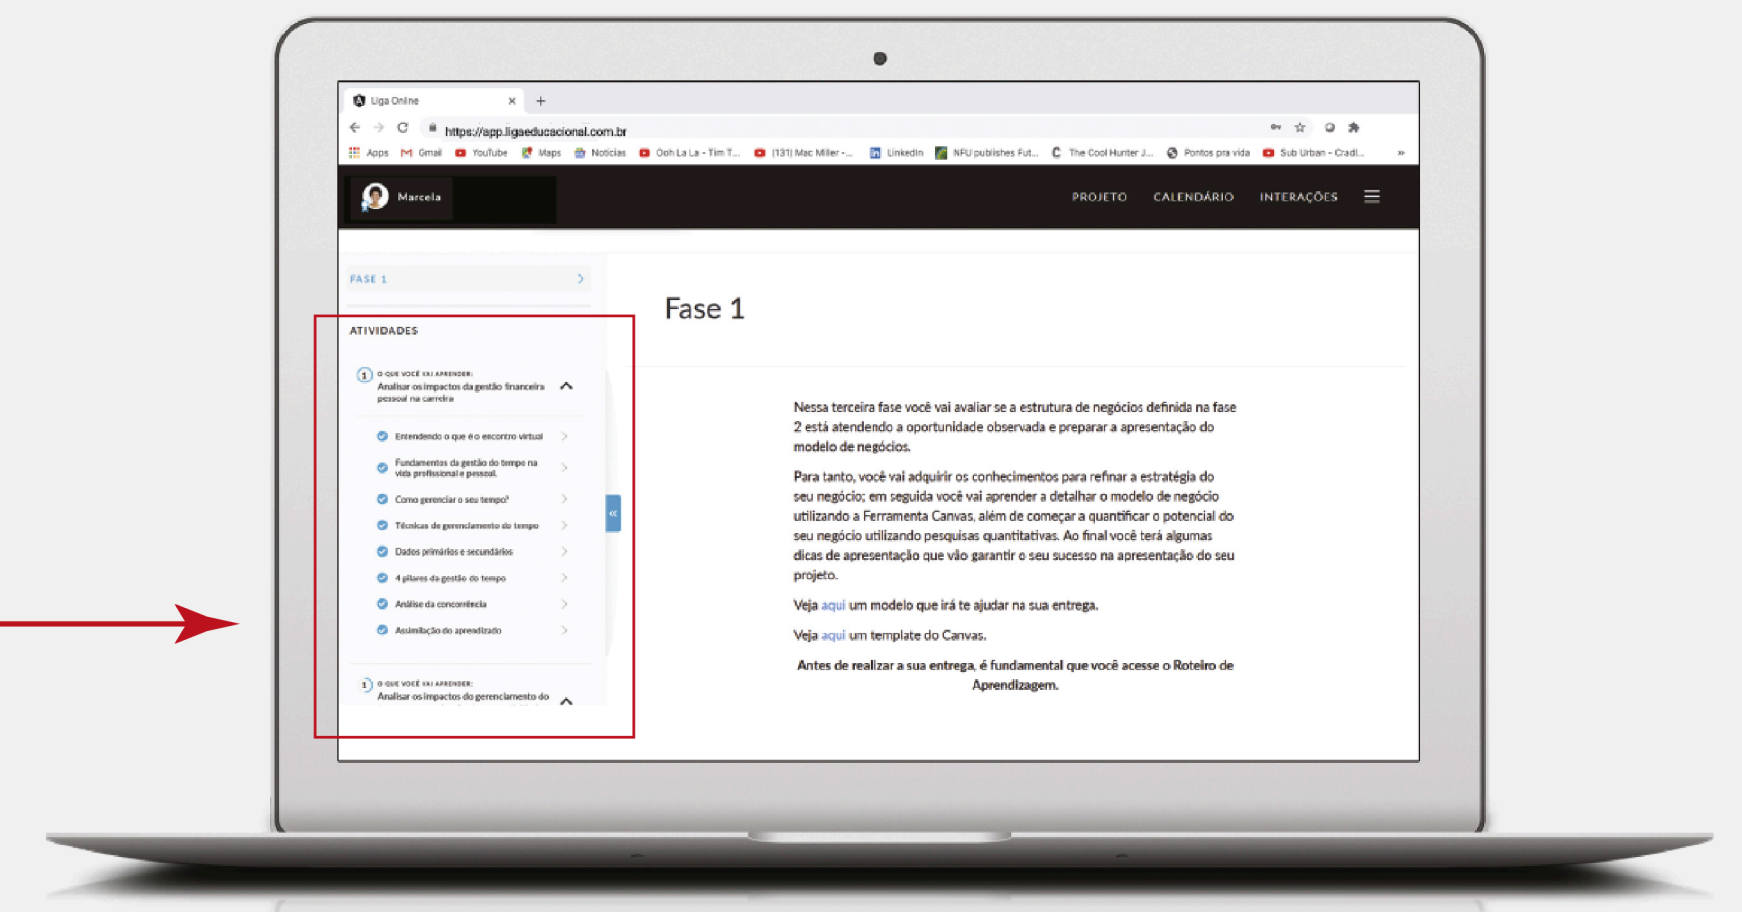 Liga Online
https://app.ligaeducacional.com.br
Apps Gmail YouTube Maps Notícias Ooh La La - Tim T... (131) Mac Miller -... LinkedIn NFU publishes Fut... The Cool Hunter J... Pontos pra vida Sub Urban - Cradl...
Marcela
PROJETO CALENDÁRIO INTERAÇÕES
FASE 1
Fase 1
ATIVIDADES
1 O QUE VOCÊ VAI APRENDER:
Analisar os impactos da gestão financeira
pessoal na carreira
Entendendo o que é o encontro virtual
Fundamentos da gestão do tempo na
vida profissional e pessoal.
Como gerenciar o seu tempo?
Técnicas de gerenciamento do tempo
Dados primários e secundários
4 pilares da gestão do tempo
Análise da concorrência
Assimilação do aprendizado
1 O QUE VOCÊ VAI APRENDER:
Analisar os impactos do gerenciamento do
Nessa terceira fase você vai avaliar se a estrutura de negócios definida na fase
2 está atendendo a oportunidade observada e preparar a apresentação do
modelo de negócios.
Para tanto, você vai adquirir os conhecimentos para refinar a estratégia do
seu negócio; em seguida você vai aprender a detalhar o modelo de negócio
utilizando a Ferramenta Canvas, além de começar a quantificar o potencial do
seu negócio utilizando pesquisas quantitativas. Ao final você terá algumas
dicas de apresentação que vão garantir o seu sucesso na apresentação do seu
projeto.
Veja aqui um modelo que irá te ajudar na sua entrega.
Veja aqui um template do Canvas.
Antes de realizar a sua entrega, é fundamental que você acesse o Roteiro de
Aprendizagem.